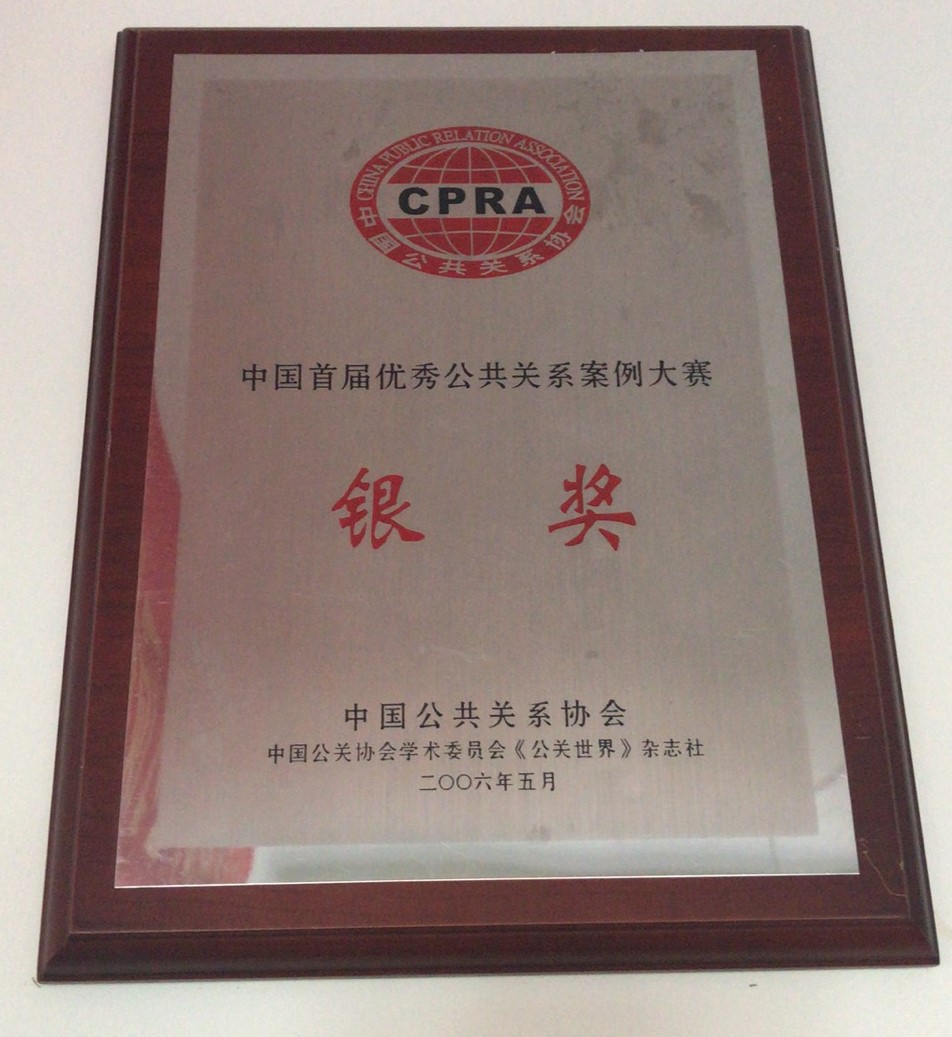 CHINA PUBLIC RELATION ASSOCIATION
CPRA
中国公共关系协会
中国首届优秀公共关系案例大赛
银 奖
中国公共关系协会
中国公关协会学术委员会《公关世界》杂志社
二〇〇六年五月